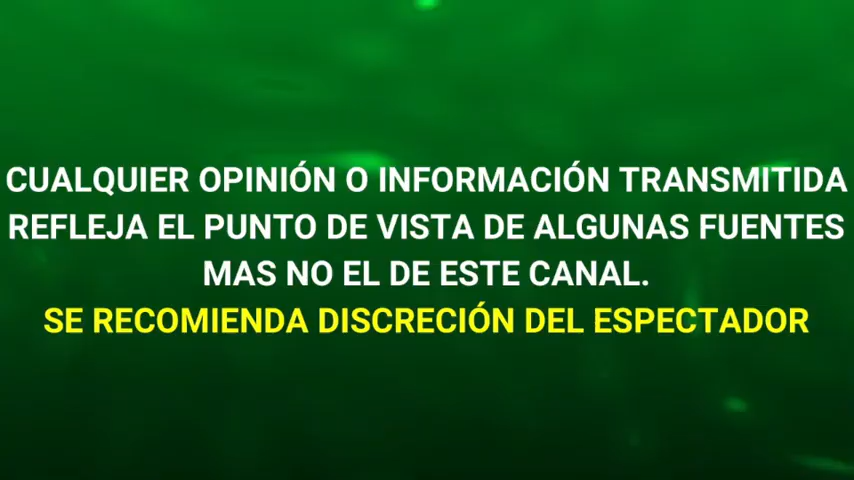 CUALQUIER OPINIÓN O INFORMACIÓN TRANSMITIDA
REFLEJA EL PUNTO DE VISTA DE ALGUNAS FUENTES
MAS NO EL DE ESTE CANAL.
SE RECOMIENDA DISCRECIÓN DEL ESPECTADOR